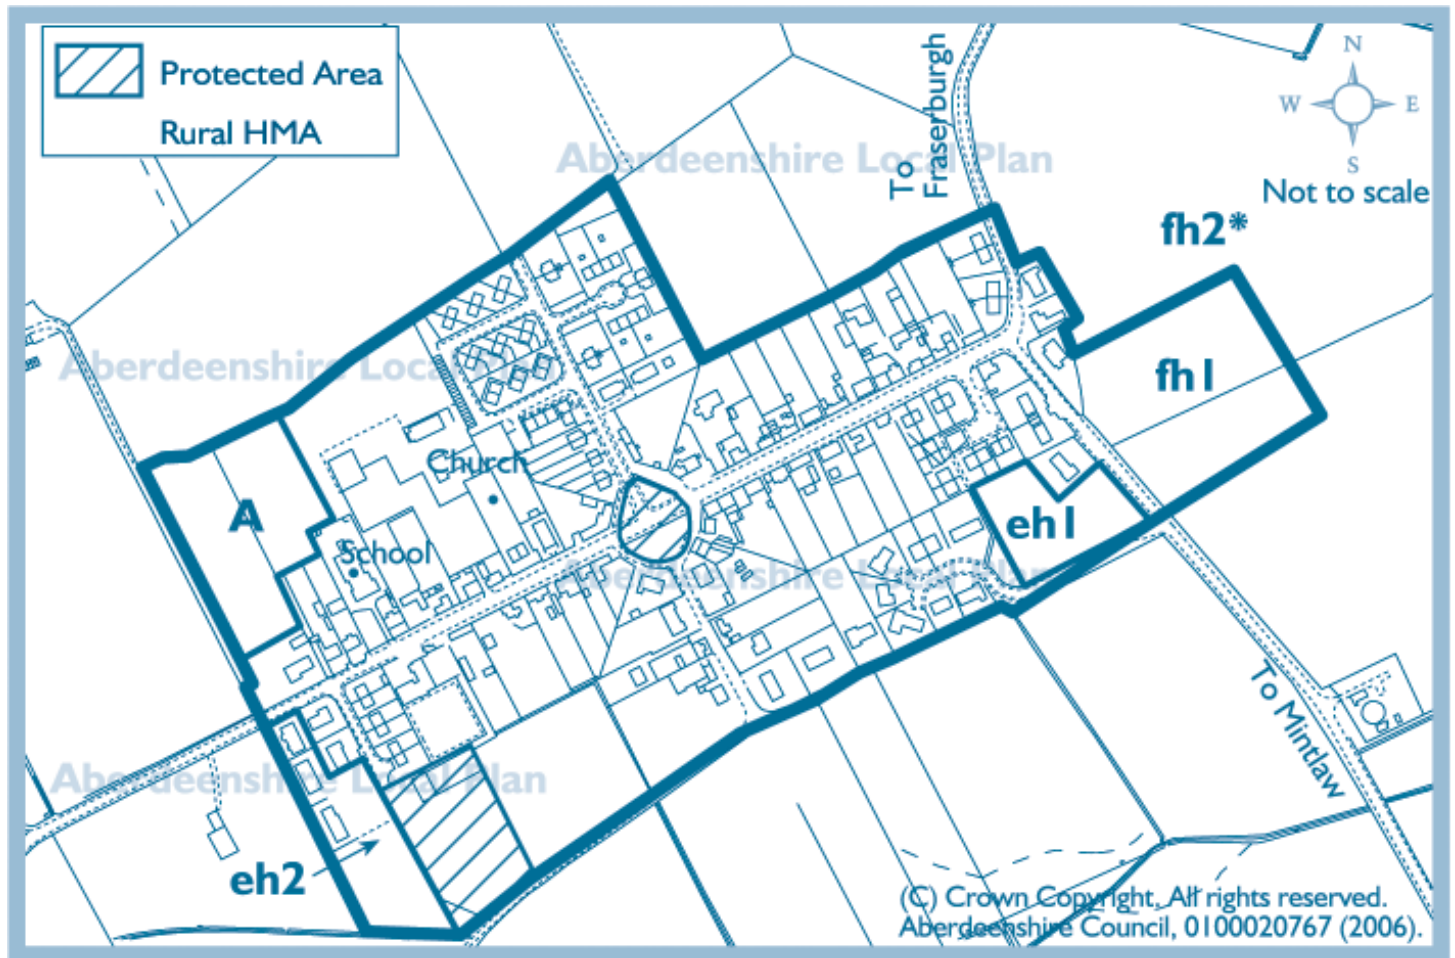 Protected Area
Rural HMA
To
Fraserburgh
N
W
E
S
Not to scale
Aberdeenshire Local Plan
fh2*
Aberdeenshire Local Plan
fh1
Church
A
School
eh1
Aberdeenshire Local Plan
To Mintlaw
Aberdeenshire Local Plan
eh2
(C) Crown Copyright, All rights reserved.
Aberdeenshire Council, 0100020767 (2006).